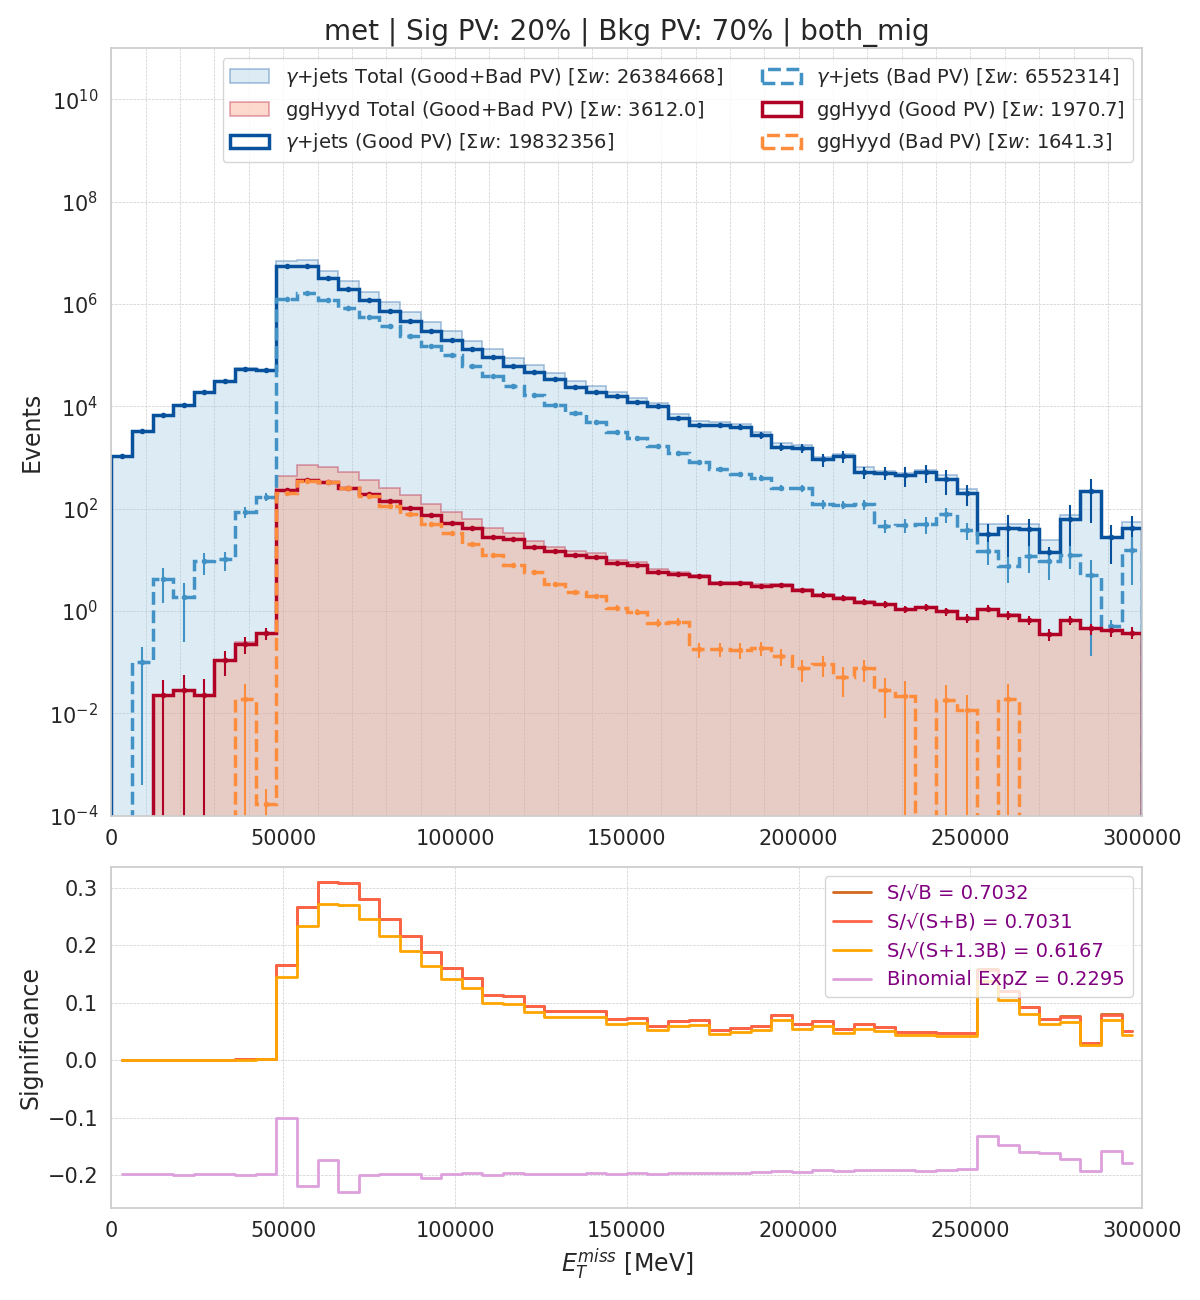 met | Sig PV: 20% | Bkg PV: 70% | both_mig
γ+jets Total (Good+Bad PV) [Σw: 26384668]
ggHyyd Total (Good+Bad PV) [Σw: 3612.0]
γ+jets (Good PV) [Σw: 19832356]
γ+jets (Bad PV) [Σw: 6552314]
ggHyyd (Good PV) [Σw: 1970.7]
ggHyyd (Bad PV) [Σw: 1641.3]
Events
10^10
10^8
10^6
10^4
10^2
10^0
10^−2
10^−4
0 50000 100000 150000 200000 250000 300000
S/√B = 0.7032
S/√(S+B) = 0.7031
S/√(S+1.3B) = 0.6167
Binomial ExpZ = 0.2295
Significance
0.3
0.2
0.1
0.0
−0.1
−0.2
0 50000 100000 150000 200000 250000 300000
E_T^miss [MeV]